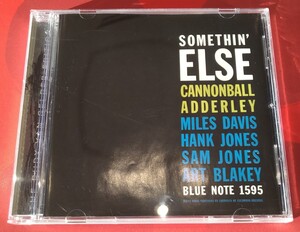 SOMETHIN'
ELSE
CANNONBALL
ADDERLEY
MILES DAVIS
HANK JONES
SAM JONES
ART BLAKEY
BLUE NOTE 1595